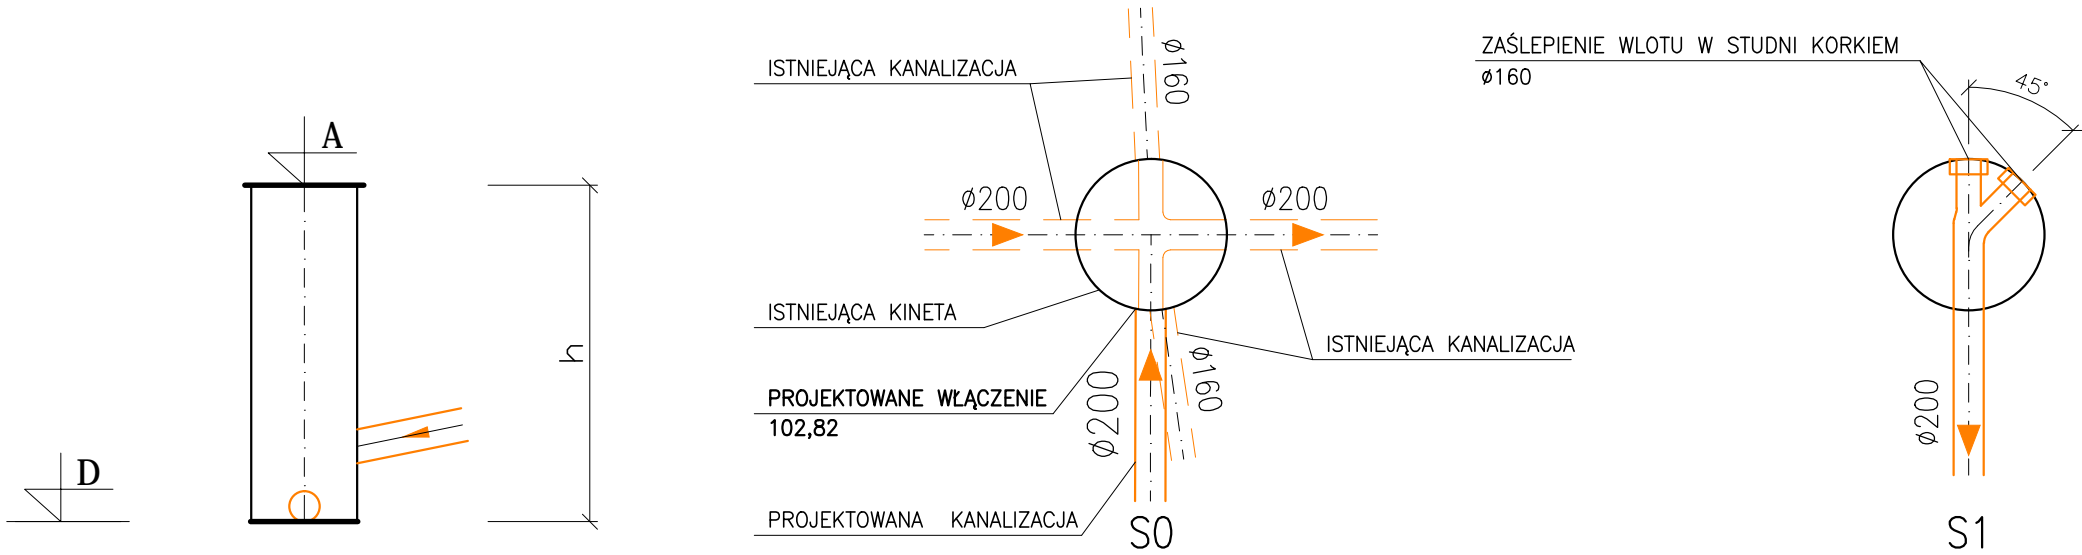 A
h
D
ISTNIEJĄCA KANALIZACJA
ø160
ø200
ø200
ISTNIEJĄCA KINETA
ISTNIEJĄCA KANALIZACJA
PROJEKTOWANE WŁĄCZENIE
102,82
ø200
ø160
PROJEKTOWANA KANALIZACJA
S0
ZAŚLEPIENIE WLOTU W STUDNI KORKIEM
ø160
45°
ø200
S1